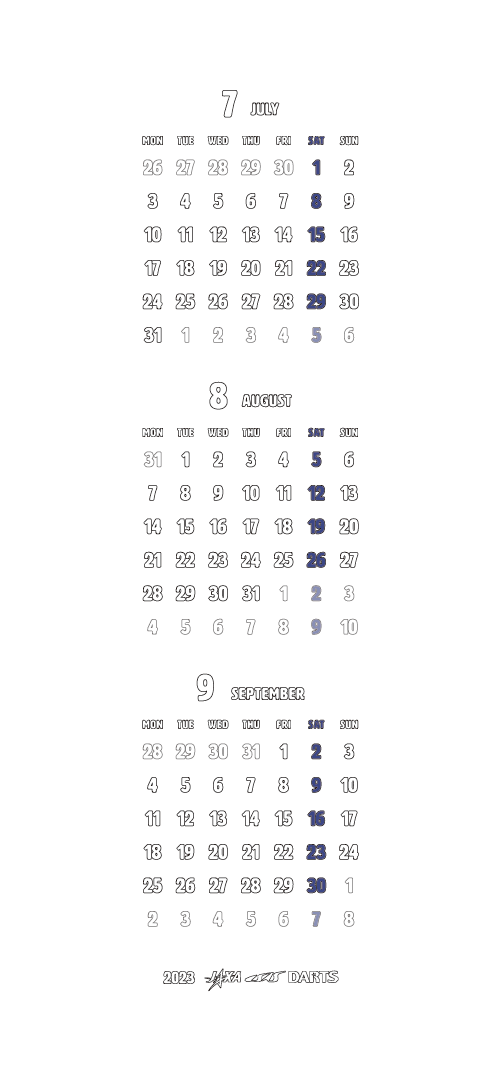 7 JULY
MON TUE WED THU FRI SAT SUN
26 27 28 29 30 1 2
3 4 5 6 7 8 9
10 11 12 13 14 15 16
17 18 19 20 21 22 23
24 25 26 27 28 29 30
31 1 2 3 4 5 6
8 AUGUST
MON TUE WED THU FRI SAT SUN
31 1 2 3 4 5 6
7 8 9 10 11 12 13
14 15 16 17 18 19 20
21 22 23 24 25 26 27
28 29 30 31 1 2 3
4 5 6 7 8 9 10
9 SEPTEMBER
MON TUE WED THU FRI SAT SUN
28 29 30 31 1 2 3
4 5 6 7 8 9 10
11 12 13 14 15 16 17
18 19 20 21 22 23 24
25 26 27 28 29 30 1
2 3 4 5 6 7 8
2023 JAXA DARTS